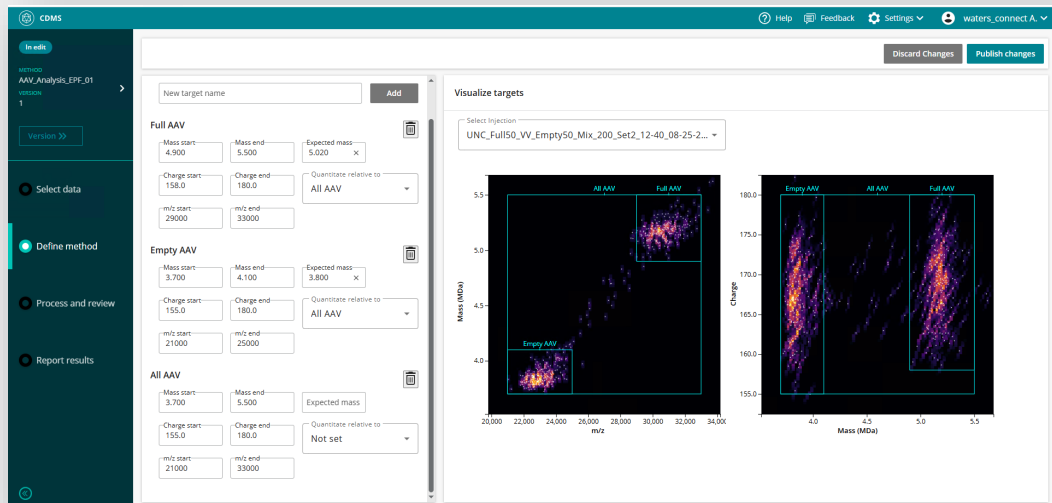 CDMS
Help
Feedback
Settings
waters_connect A.
In edit
METHOD
AAV_Analysis_EPF_01
VERSION
1
Version
Select data
Define method
Process and review
Report results
Discard Changes
Publish changes
New target name
Add
Full AAV
Mass start
Mass end
Expected mass
4.900
5.500
5.020
Charge start
Charge end
Quantitate relative to
158.0
180.0
All AAV
m/z start
m/z end
29000
33000
Empty AAV
Mass start
Mass end
Expected mass
3.700
4.100
3.800
Charge start
Charge end
Quantitate relative to
155.0
180.0
All AAV
m/z start
m/z end
21000
25000
All AAV
Mass start
Mass end
3.700
5.500
Expected mass
Charge start
Charge end
Quantitate relative to
155.0
180.0
Not set
m/z start
m/z end
21000
33000
Visualize targets
Select Injection
UNC_Full50_VV_Empty50_Mix_200_Set2_12-40_08-25-2...
All AAV
Full AAV
Empty AAV
5.5
5.0
4.5
4.0
Mass (MDa)
20,000
22,000
24,000
26,000
28,000
30,000
32,000
34,000
m/z
Empty AAV
All AAV
Full AAV
180.0
175.0
170.0
165.0
160.0
155.0
Charge
4.0
4.5
5.0
5.5
Mass (MDa)